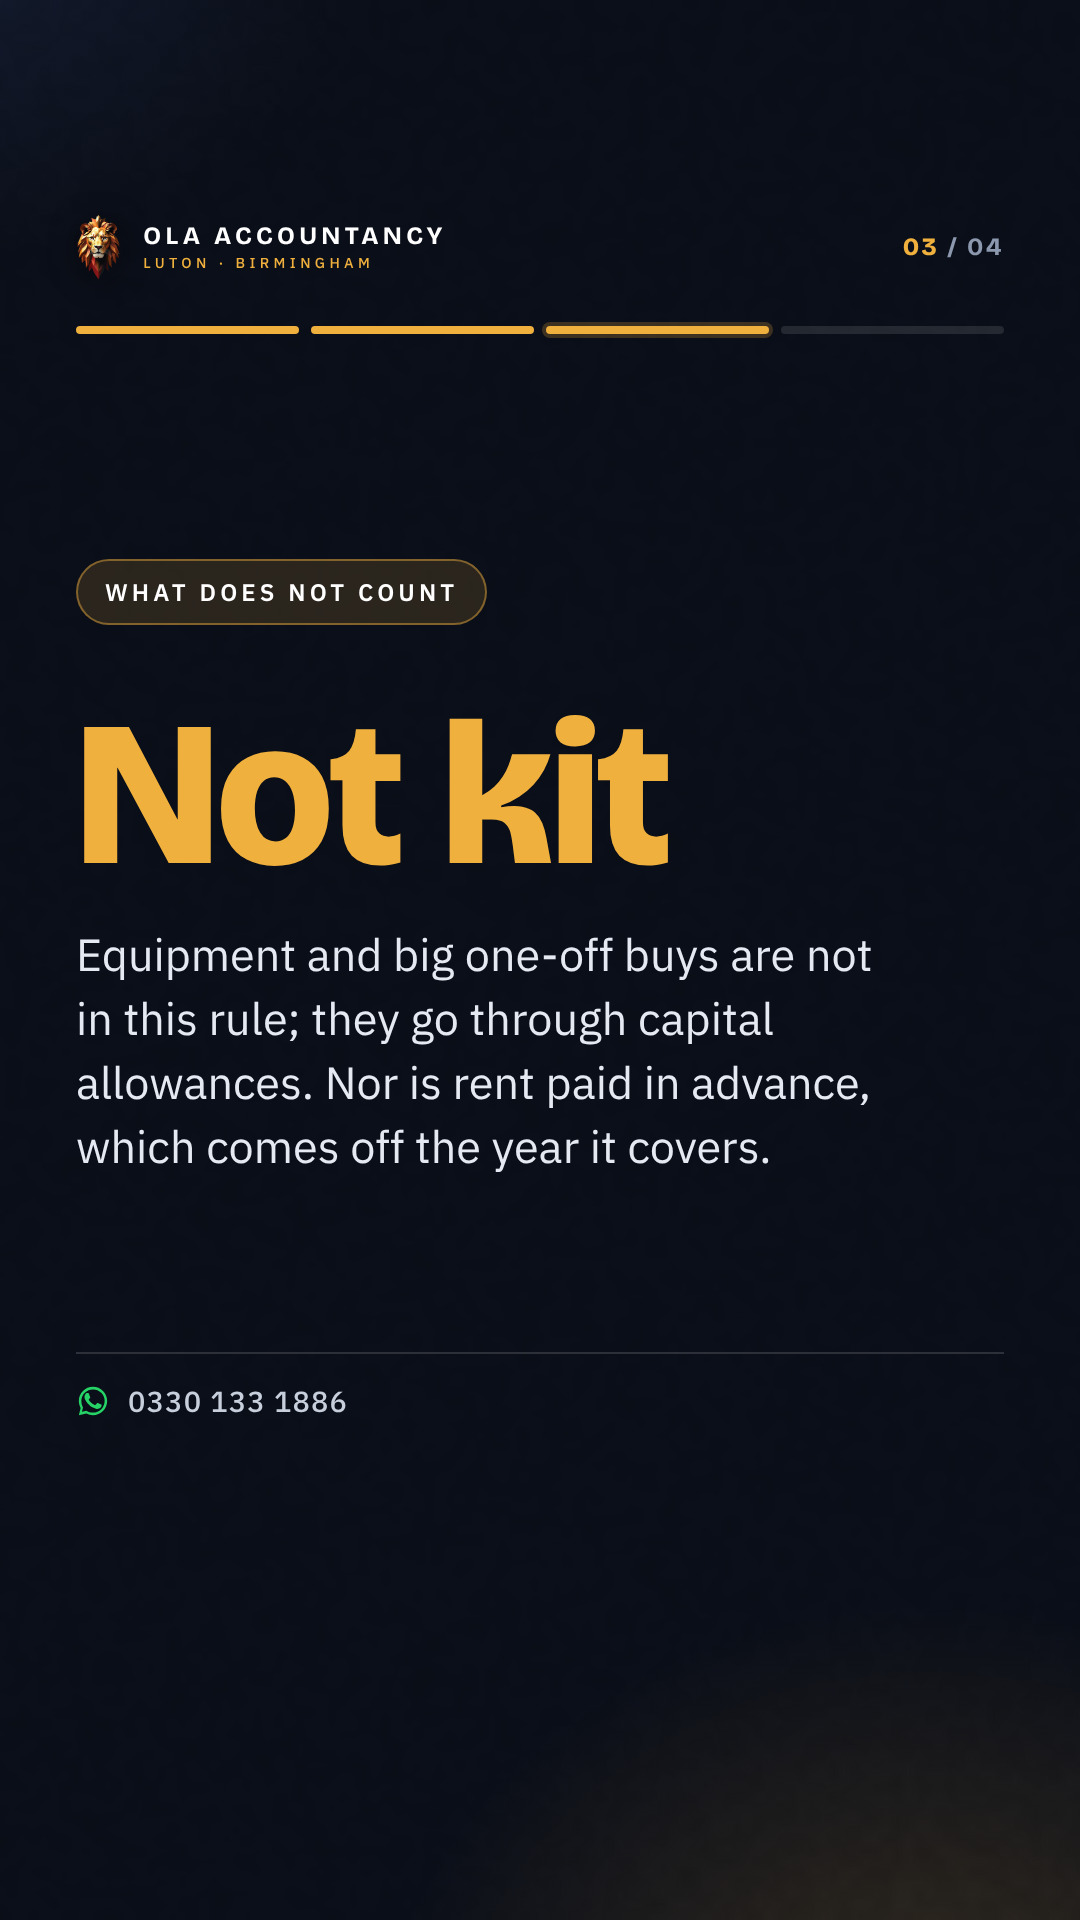 OLA ACCOUNTANCY
LUTON · BIRMINGHAM
03 / 04
WHAT DOES NOT COUNT
Not kit
Equipment and big one-off buys are not
in this rule; they go through capital
allowances. Nor is rent paid in advance,
which comes off the year it covers.
0330 133 1886